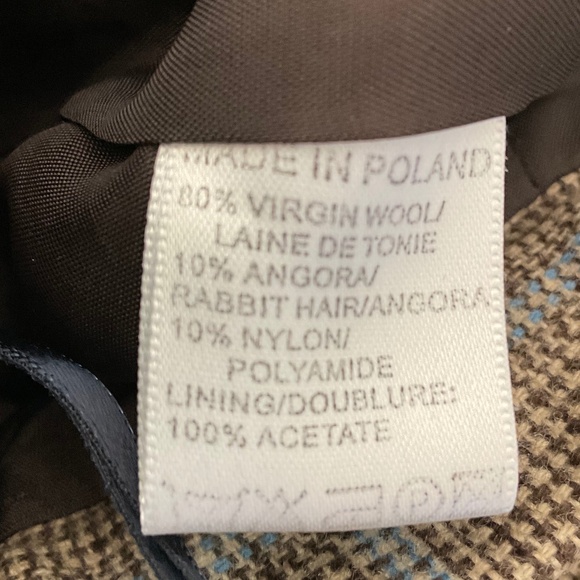 MADE IN POLAND
80% VIRGIN WOOL/
LAINE DE TONIE
10% ANGORA/
RABBIT HAIR/ANGORA
10% NYLON/
POLYAMIDE
LINING/DOUBLURE:
100% ACETATE